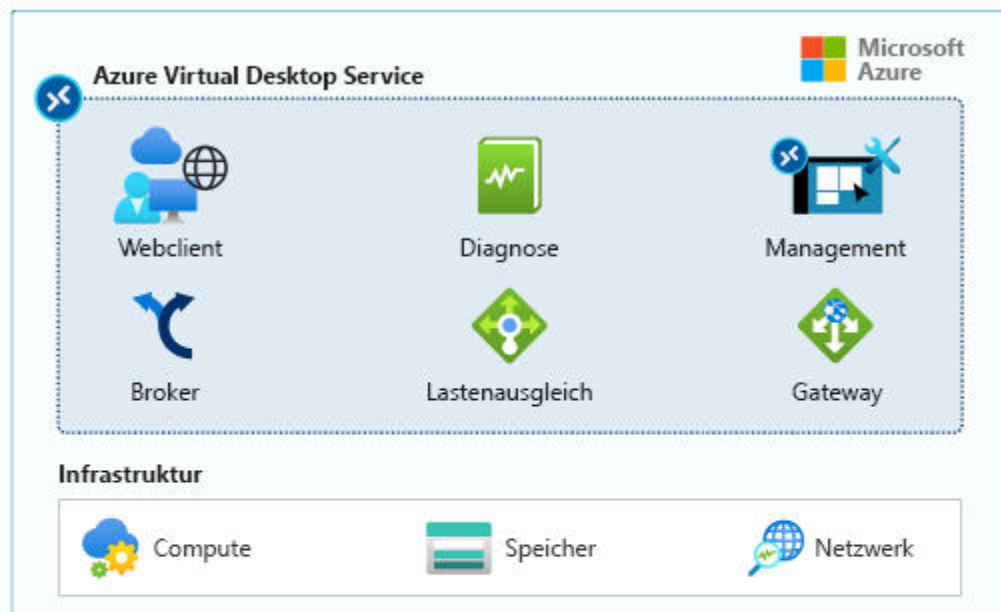 Microsoft
Azure
Azure Virtual Desktop Service
Webclient
Diagnose
Management
Broker
Lastenausgleich
Gateway
Infrastruktur
Compute
Speicher
Netzwerk